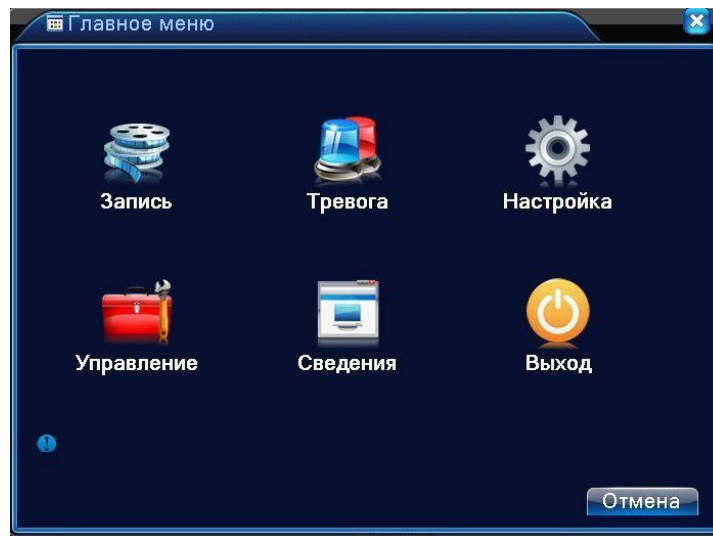 Главное меню
Запись Тревога Настройка
Управление Сведения Выход
Отмена